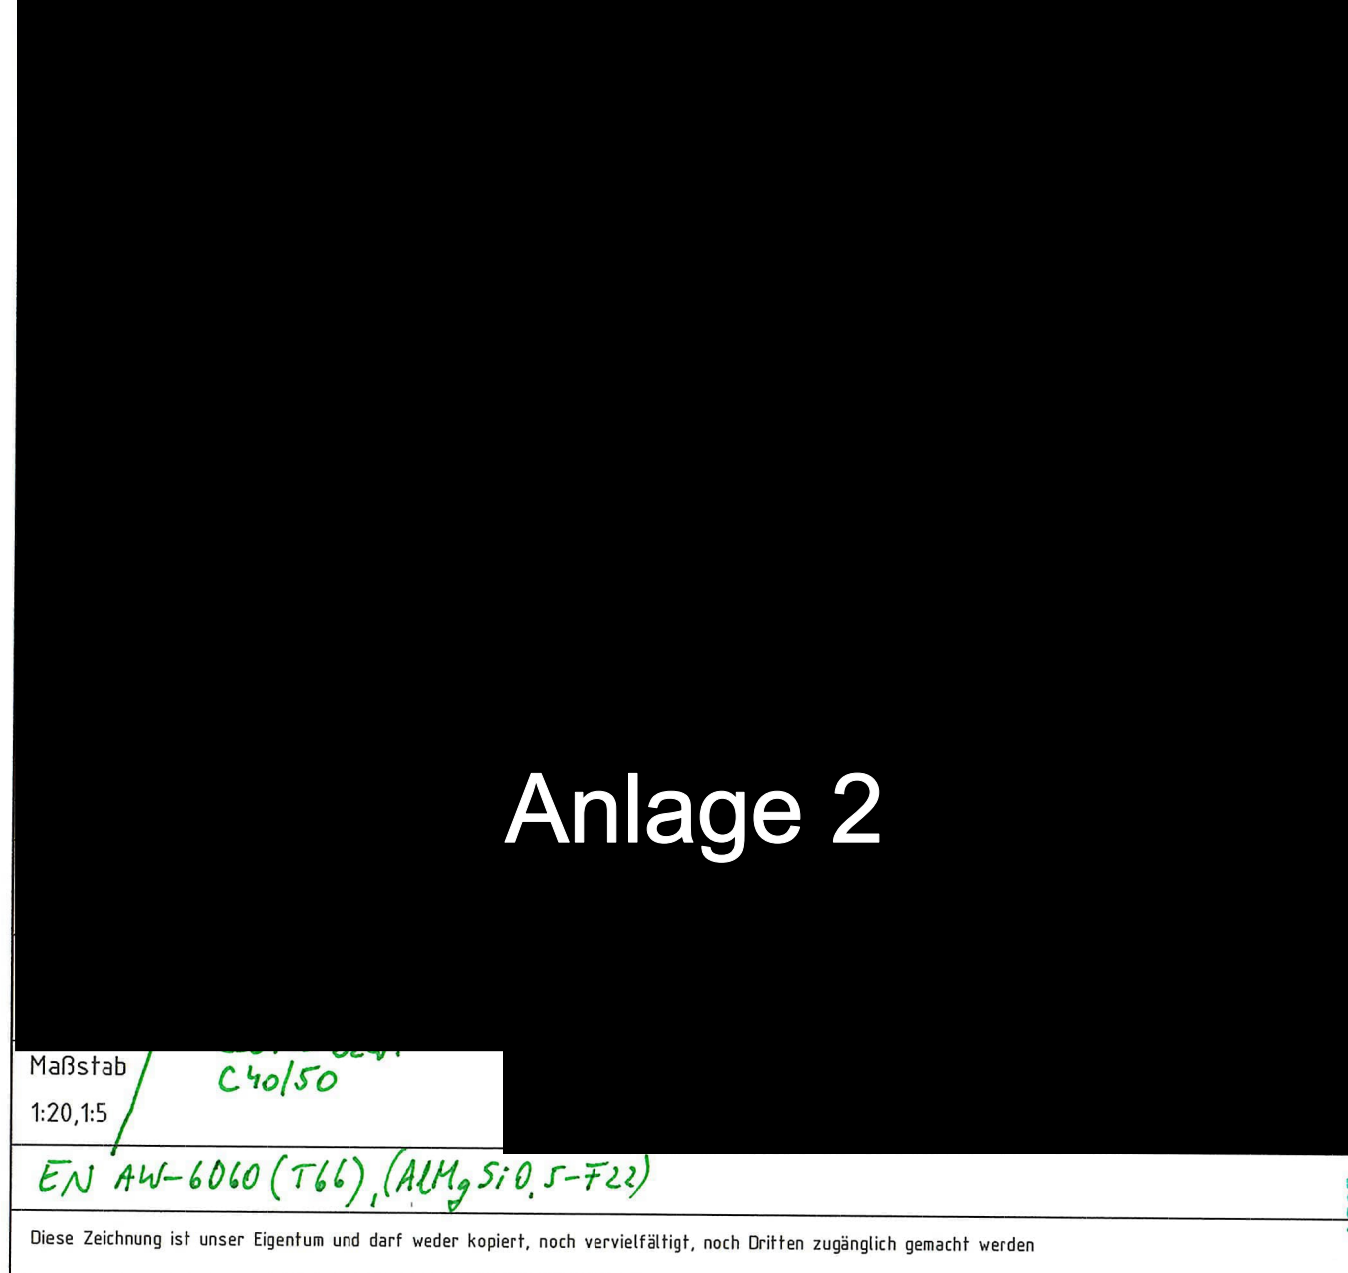 Anlage 2
Maßstab
C40/50
1:20,1:5
EN AW-6060 (T66), (AlMgSi0,5-F22)
Diese Zeichnung ist unser Eigentum und darf weder kopiert, noch vervielfältigt, noch Dritten zugänglich gemacht werden